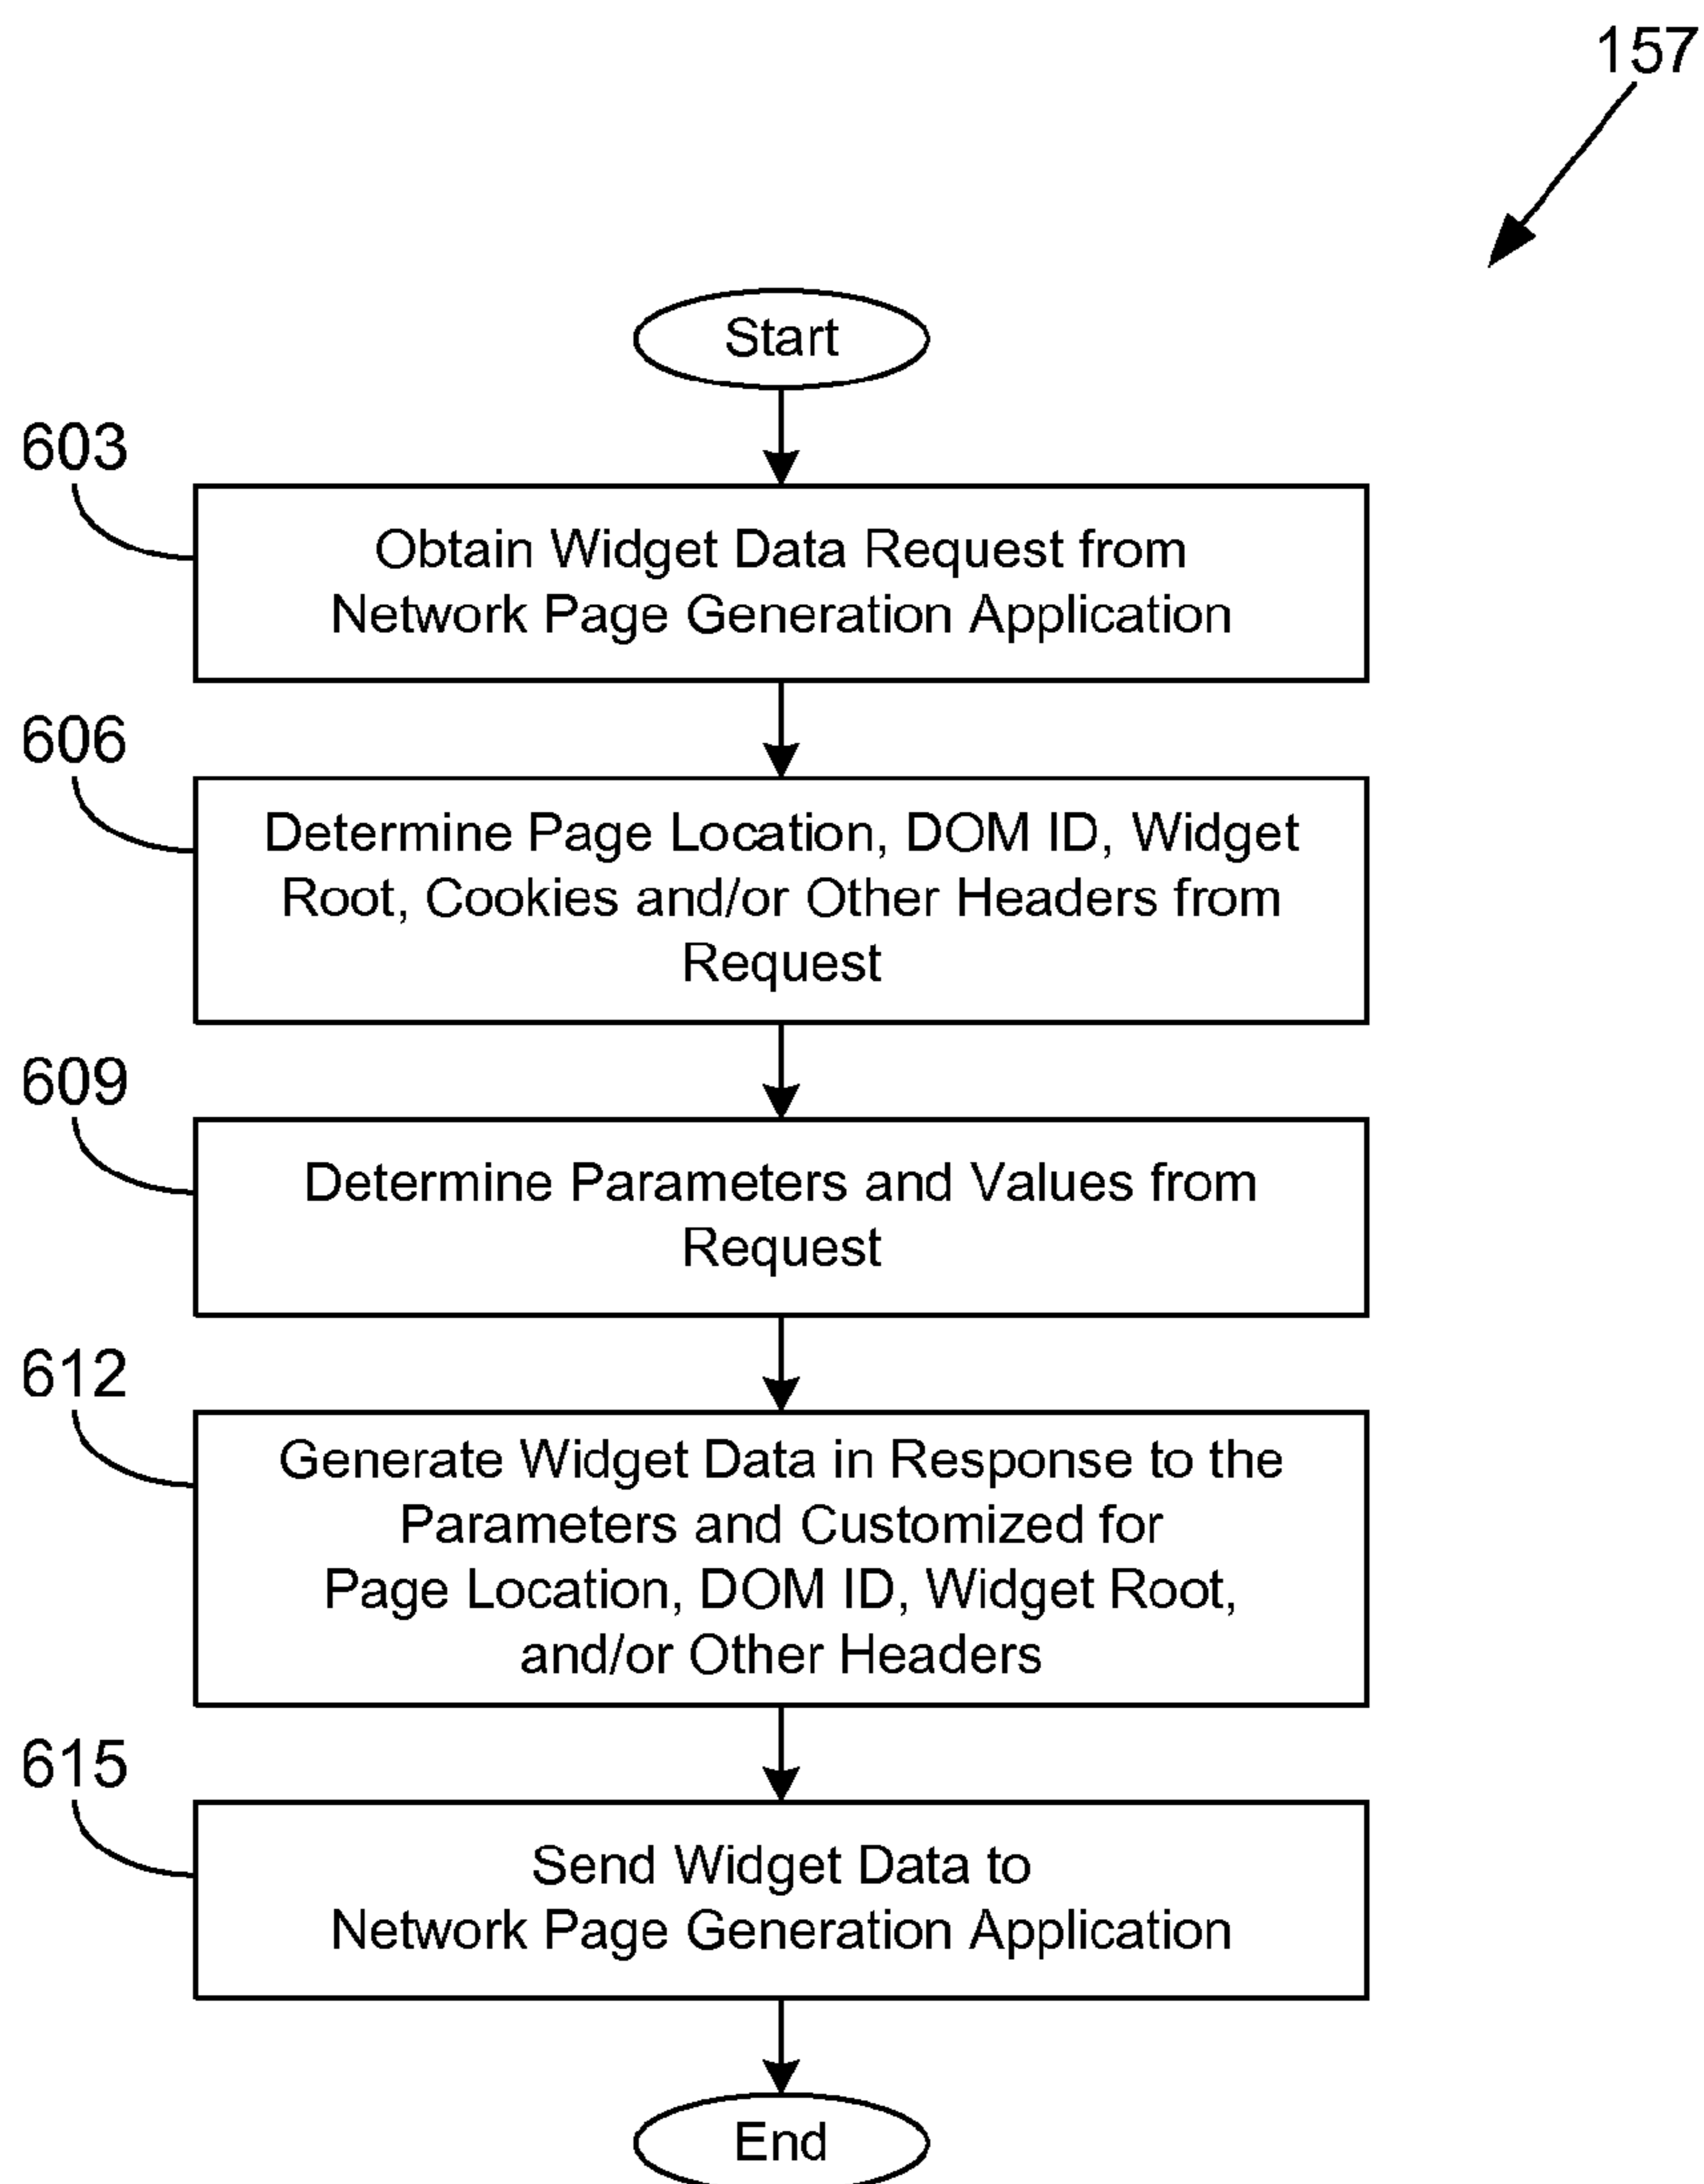 157
Start
603
Obtain Widget Data Request from
Network Page Generation Application
606
Determine Page Location, DOM ID, Widget
Root, Cookies and/or Other Headers from
Request
609
Determine Parameters and Values from
Request
612
Generate Widget Data in Response to the
Parameters and Customized for
Page Location, DOM ID, Widget Root,
and/or Other Headers
615
Send Widget Data to
Network Page Generation Application
End